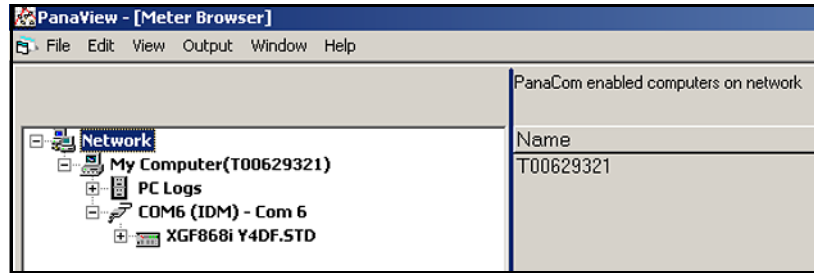 PanaView - [Meter Browser]
File Edit View Output Window Help
PanaCom enabled computers on network
Network
Name
My Computer(T00629321)
T00629321
PC Logs
COM6 (IDM) - Com 6
XGF868i Y4DF.STD